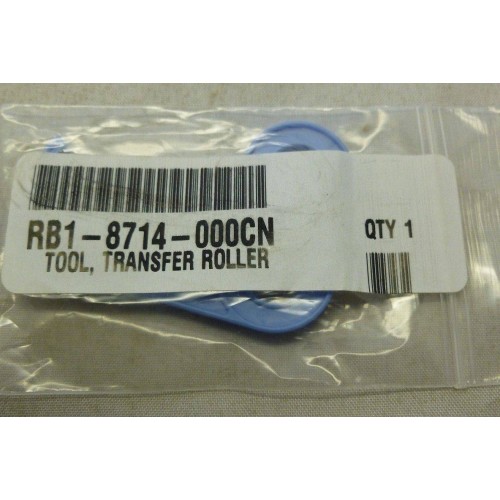 RB1-8714-000CN
TOOL, TRANSFER ROLLER
QTY 1